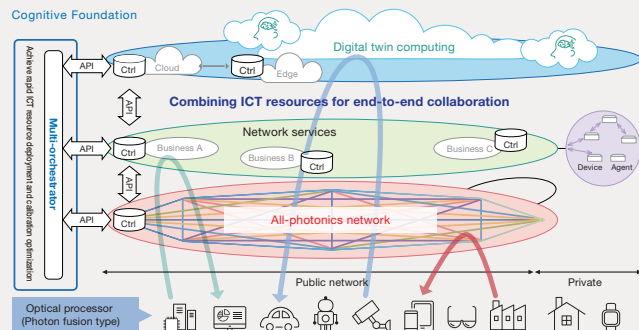 Cognitive Foundation
Digital twin computing
API
Ctrl
Cloud
Ctrl
Edge
API
Combining ICT resources for end-to-end collaboration
Achieve rapid ICT resource deployment and calibration optimization
Multi-orchestrator
Network services
API
Ctrl
Business A
Business B
Ctrl
Business C
Ctrl
Device
Agent
API
API
Ctrl
All-photonics network
Public network
Private
Optical processor
(Photon fusion type)